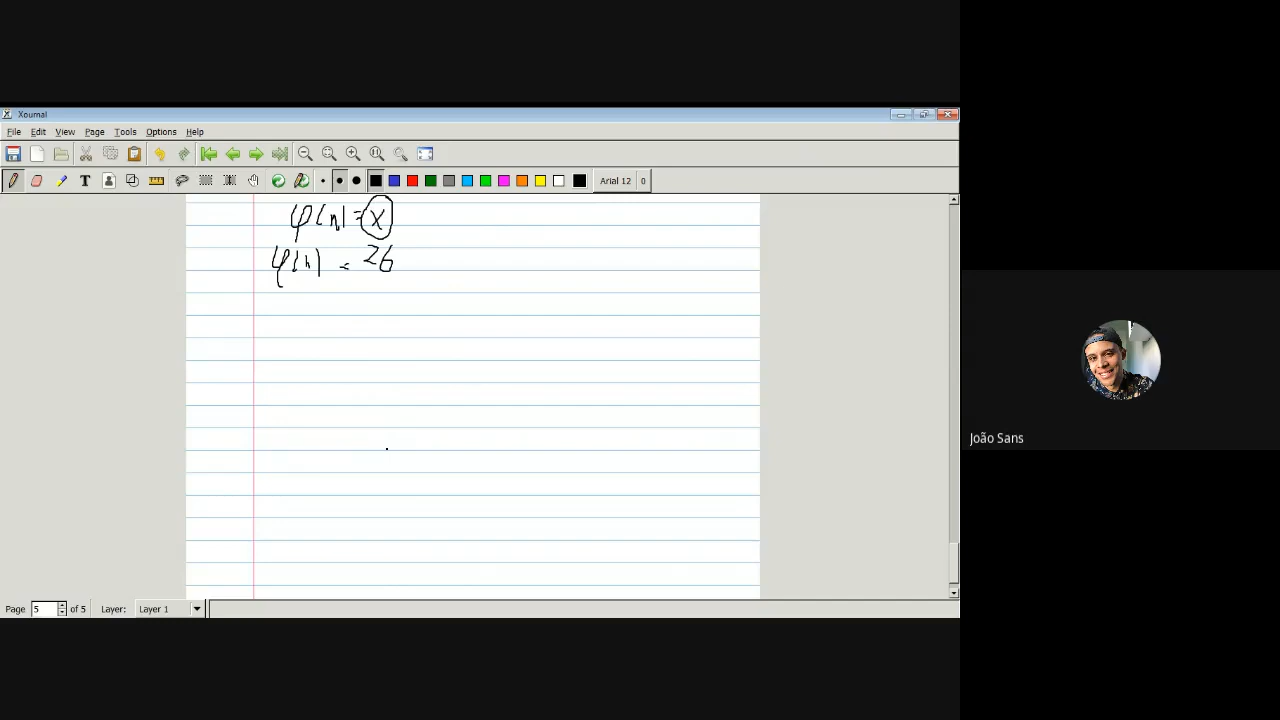 Xournal
File Edit View Page Tools Options Help
Arial 12 0
φ(n) = x
φ(n) = 26
João Sans
Page 5 of 5 Layer: Layer 1